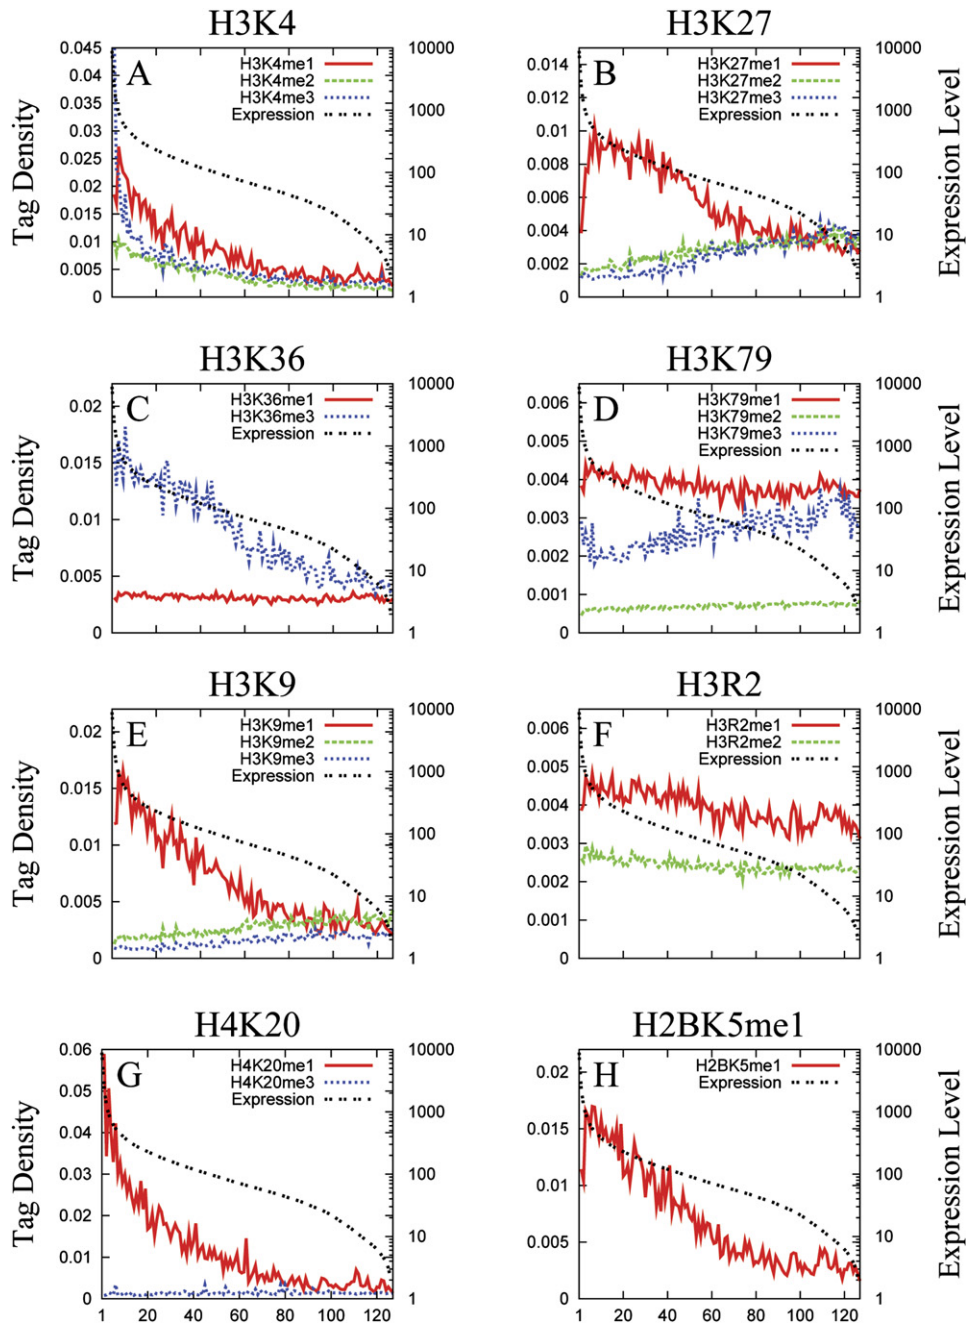 H3K4
H3K27
Tag Density
0.045
0.04
0.035
0.03
0.025
0.02
0.015
0.01
0.005
0
A
H3K4me1
H3K4me2
H3K4me3
Expression
10000
1000
100
10
1
0.014
0.012
0.01
0.008
0.006
0.004
0.002
0
B
H3K27me1
H3K27me2
H3K27me3
Expression
10000
1000
100
10
1
Expression Level
H3K36
H3K79
Tag Density
0.02
0.015
0.01
0.005
0
C
H3K36me1
H3K36me3
Expression
10000
1000
100
10
1
0.006
0.005
0.004
0.003
0.002
0.001
0
D
H3K79me1
H3K79me2
H3K79me3
Expression
10000
1000
100
10
1
Expression Level
H3K9
H3R2
Tag Density
0.02
0.015
0.01
0.005
0
E
H3K9me1
H3K9me2
H3K9me3
Expression
10000
1000
100
10
1
0.006
0.005
0.004
0.003
0.002
0.001
0
F
H3R2me1
H3R2me2
Expression
10000
1000
100
10
1
Expression Level
H4K20
H2BK5me1
Tag Density
0.06
0.05
0.04
0.03
0.02
0.01
0
G
H4K20me1
H4K20me3
Expression
10000
1000
100
10
1
1 20 40 60 80 100 120
0.02
0.015
0.01
0.005
0
H
H2BK5me1
Expression
10000
1000
100
10
1
1 20 40 60 80 100 120
Expression Level